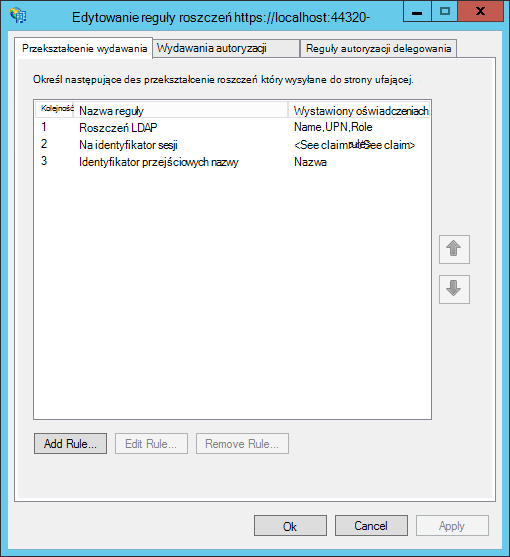 Edytowanie reguły roszczeń https://localhost:44320-
Przekształcenie wydawania Wydawania autoryzacji Reguły autoryzacji delegowania
Określ następujące des przekształcenie roszczeń który wysyłane do strony ufającej.
Kolejność Nazwa reguły Wystawiony oświadczeniach
1 Roszczeń LDAP Name,UPN,Role
2 Na identyfikator sesji <See claim rule/See claim>
3 Identyfikator przejściowych nazwy Nazwa
Add Rule... Edit Rule... Remove Rule...
Ok Cancel Apply